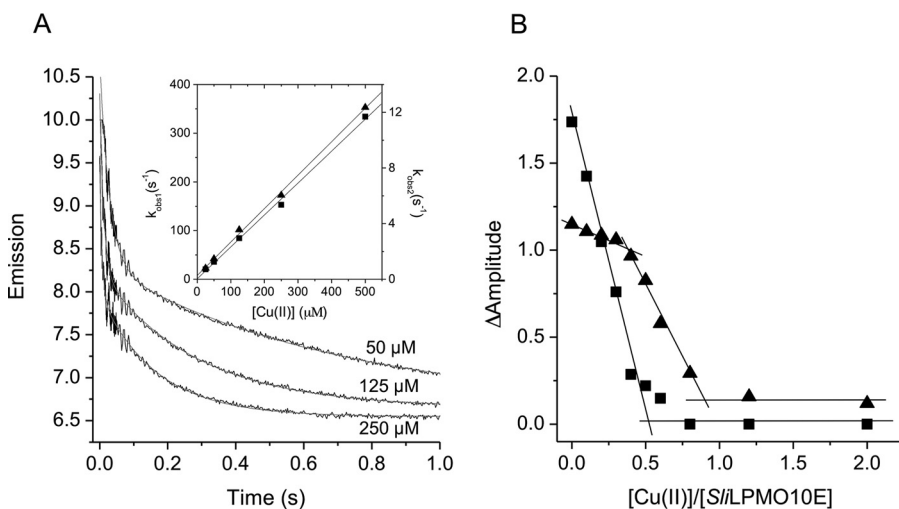 A
B
10.5
10.0
9.5
9.0
8.5
8.0
7.5
7.0
6.5
Emission
0.0 0.2 0.4 0.6 0.8 1.0
Time (s)
50 µM
125 µM
250 µM
400
300
200
100
0
k_obs1(s⁻¹)
12
8
4
0
k_obs2(s⁻¹)
0 100 200 300 400 500
[Cu(II)] (µM)
2.0
1.5
1.0
0.5
0.0
ΔAmplitude
0.0 0.5 1.0 1.5 2.0
[Cu(II)]/[SliLPMO10E]